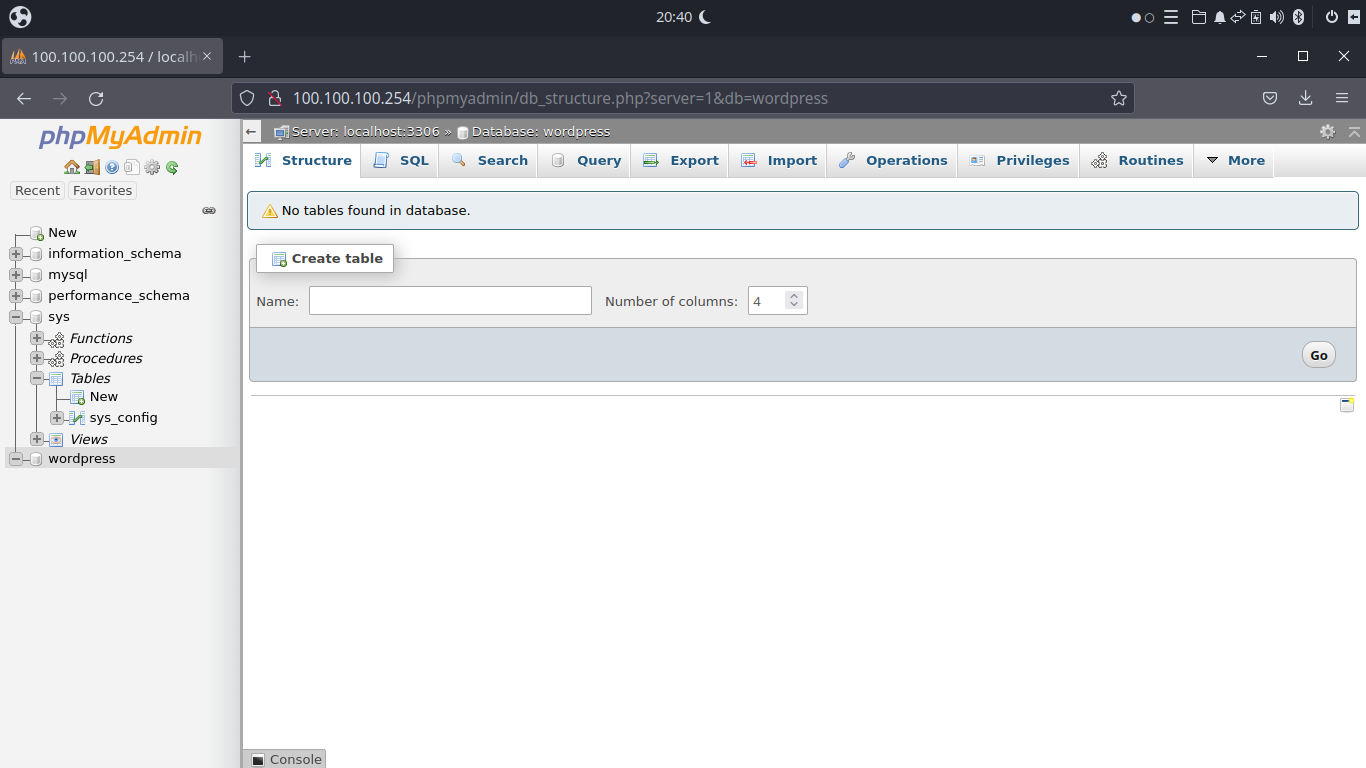 20:40
100.100.100.254 / localh
100.100.100.254/phpmyadmin/db_structure.php?server=1&db=wordpress
phpMyAdmin
Recent Favorites
New
information_schema
mysql
performance_schema
sys
Functions
Procedures
Tables
New
sys_config
Views
wordpress
Server: localhost:3306 » Database: wordpress
Structure SQL Search Query Export Import Operations Privileges Routines More
No tables found in database.
Create table
Name: Number of columns: 4
Go
Console